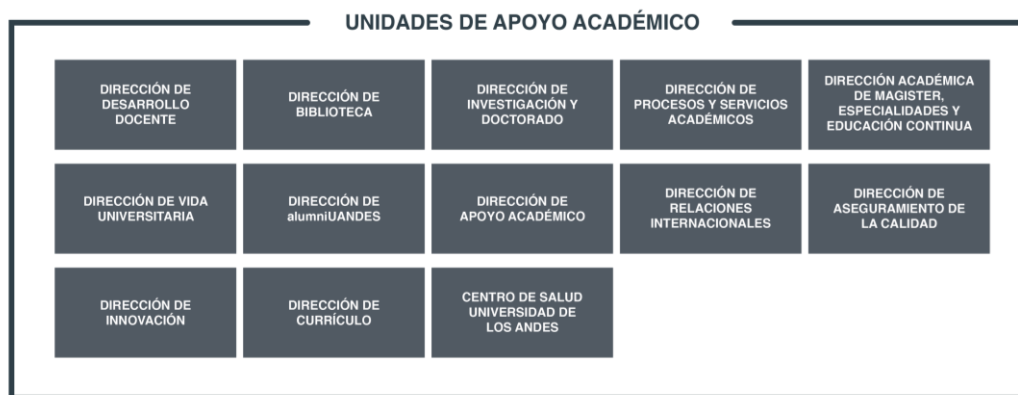 UNIDADES DE APOYO ACADÉMICO
DIRECCIÓN DE
DESARROLLO
DOCENTE
DIRECCIÓN DE
BIBLIOTECA
DIRECCIÓN DE
INVESTIGACIÓN Y
DOCTORADO
DIRECCIÓN DE
PROCESOS Y SERVICIOS
ACADÉMICOS
DIRECCIÓN ACADÉMICA
DE MAGISTER,
ESPECIALIDADES Y
EDUCACIÓN CONTINUA
DIRECCIÓN DE VIDA
UNIVERSITARIA
DIRECCIÓN DE
alumniUANDES
DIRECCIÓN DE
APOYO ACADÉMICO
DIRECCIÓN DE
RELACIONES
INTERNACIONALES
DIRECCIÓN DE
ASEGURAMIENTO DE
LA CALIDAD
DIRECCIÓN DE
INNOVACIÓN
DIRECCIÓN DE
CURRÍCULO
CENTRO DE SALUD
UNIVERSIDAD DE
LOS ANDES